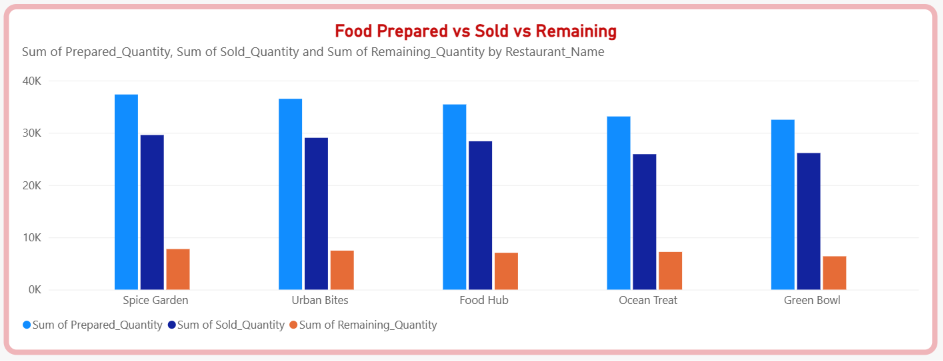 Food Prepared vs Sold vs Remaining
Sum of Prepared_Quantity, Sum of Sold_Quantity and Sum of Remaining_Quantity by Restaurant_Name
40K
30K
20K
10K
0K
Spice Garden Urban Bites Food Hub Ocean Treat Green Bowl
Sum of Prepared_Quantity Sum of Sold_Quantity Sum of Remaining_Quantity